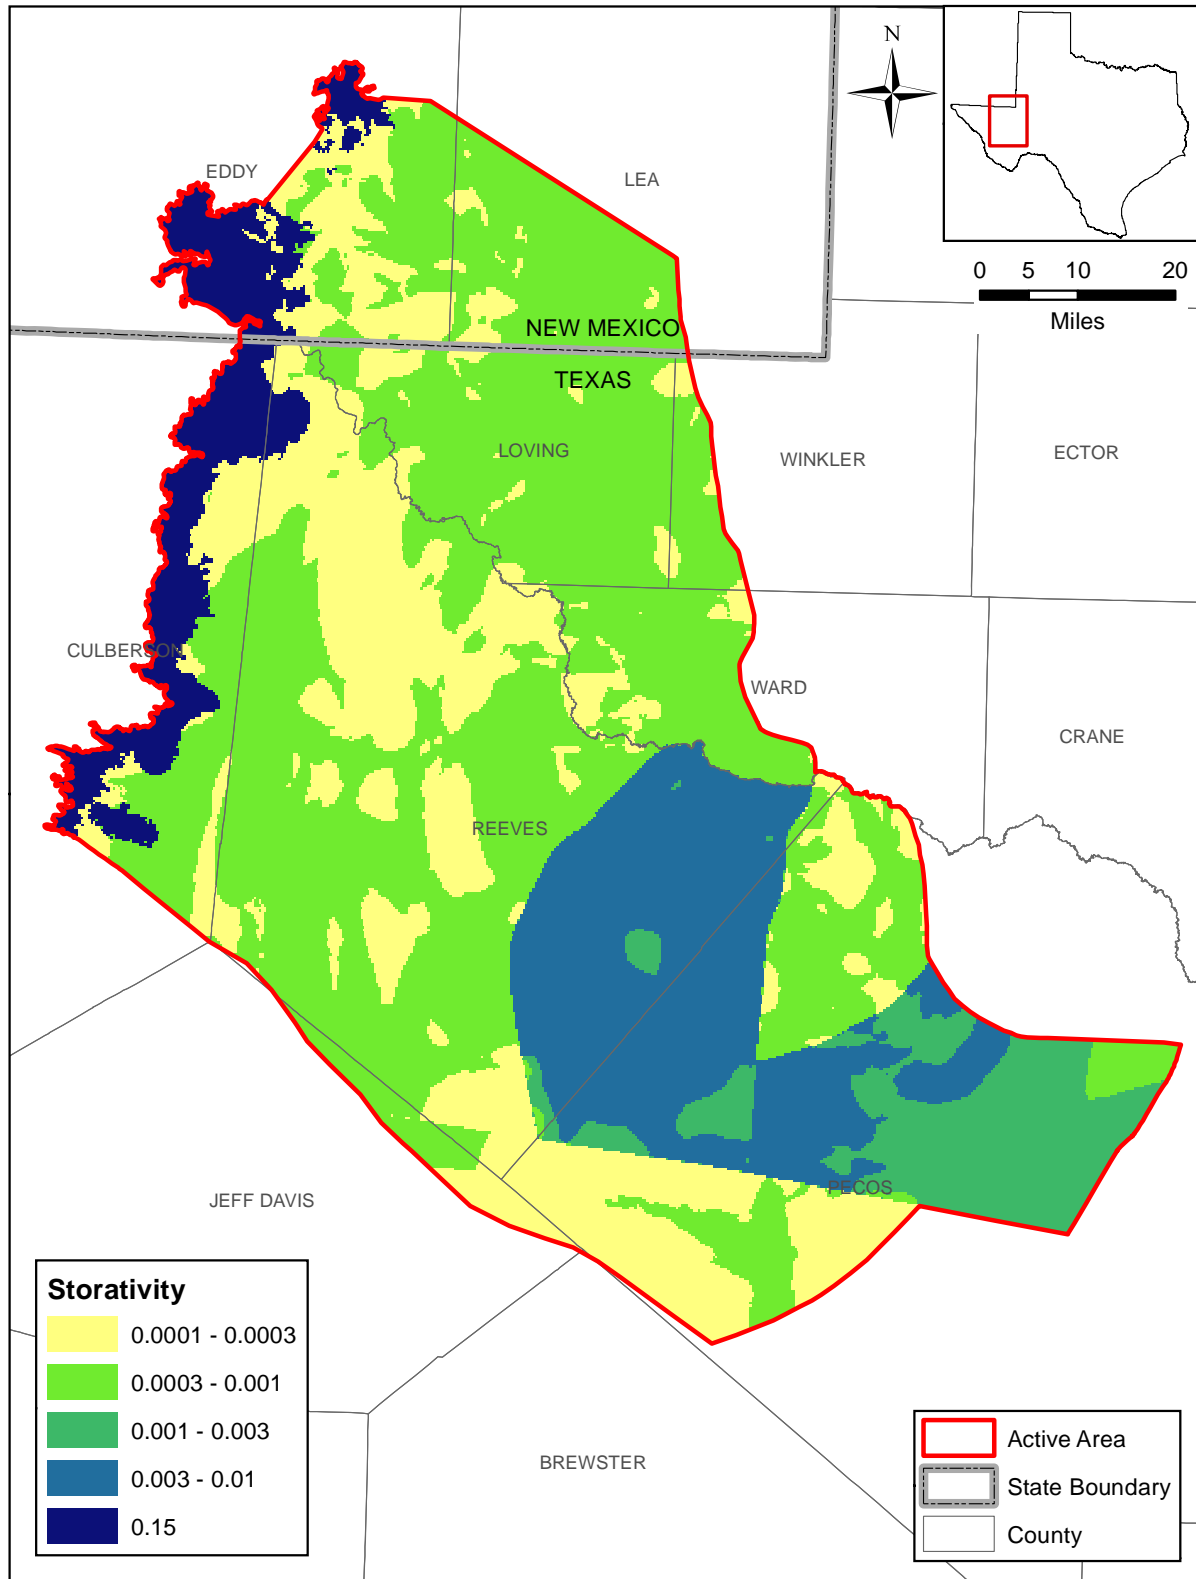 N
EDDY
LEA
0 5 10 20
Miles
NEW MEXICO
TEXAS
LOVING
WINKLER
ECTOR
CULBERSON
WARD
CRANE
REEVES
PECOS
JEFF DAVIS
BREWSTER
Storativity
0.0001 - 0.0003
0.0003 - 0.001
0.001 - 0.003
0.003 - 0.01
0.15
Active Area
State Boundary
County